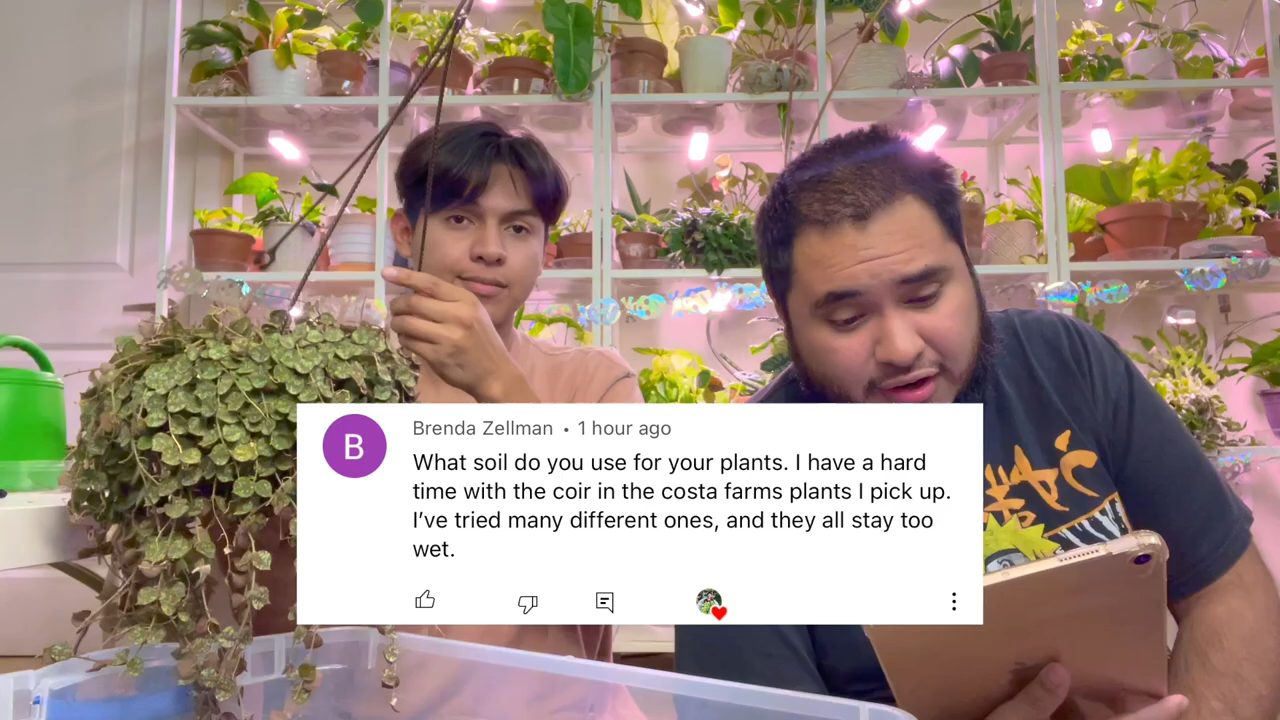 B
Brenda Zellman • 1 hour ago
What soil do you use for your plants. I have a hard
time with the coir in the costa farms plants I pick up.
I’ve tried many different ones, and they all stay too
wet.